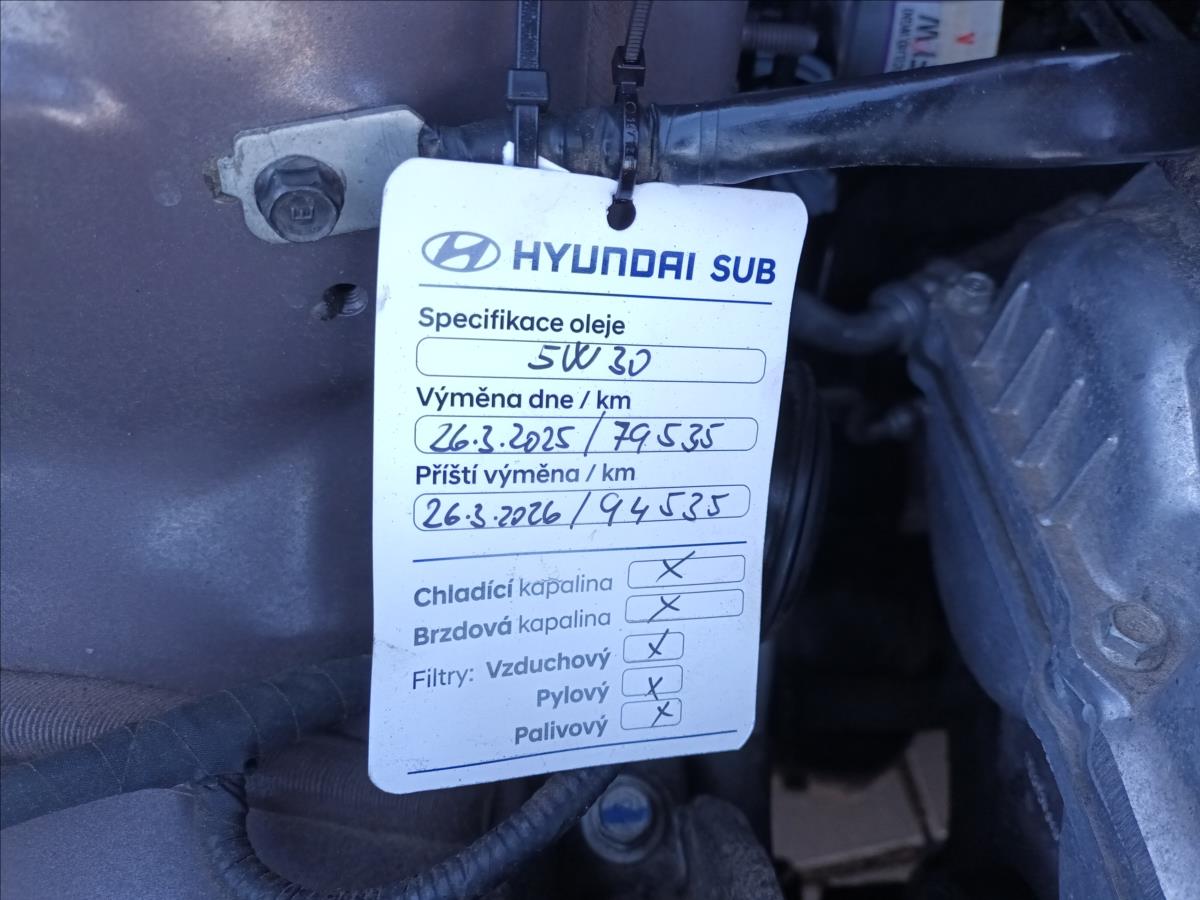 HYUNDAI SUB
Specifikace oleje
5W30
Výměna dne / km
26.3.2025 / 79535
Příští výměna / km
26.3.2026 / 94535
Chladící kapalina X
Brzdová kapalina X
Filtry: Vzduchový X
Pylový X
Palivový X